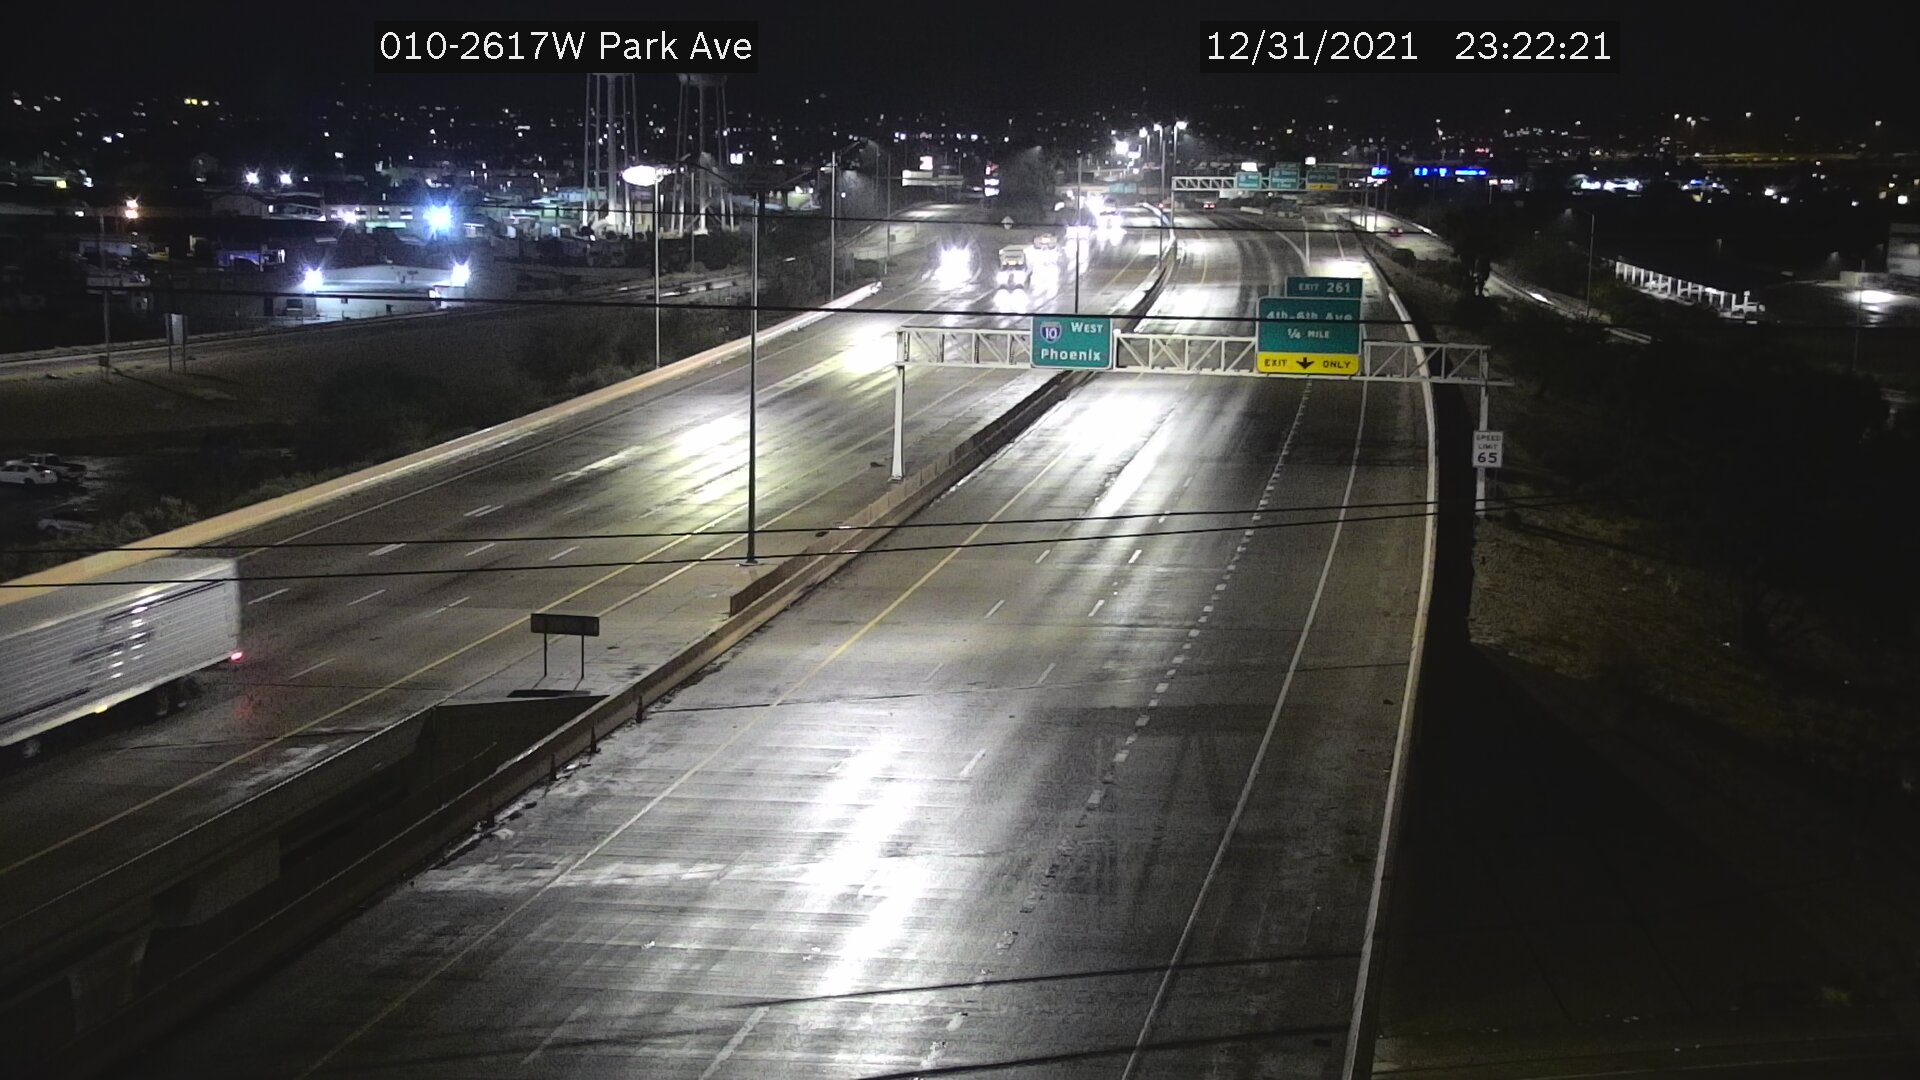 010-2617W Park Ave
12/31/2021 23:22:21
EXIT 261
4th-6th Ave
1/4 MILE
EXIT ONLY
10 WEST
Phoenix
SPEED
LIMIT
65